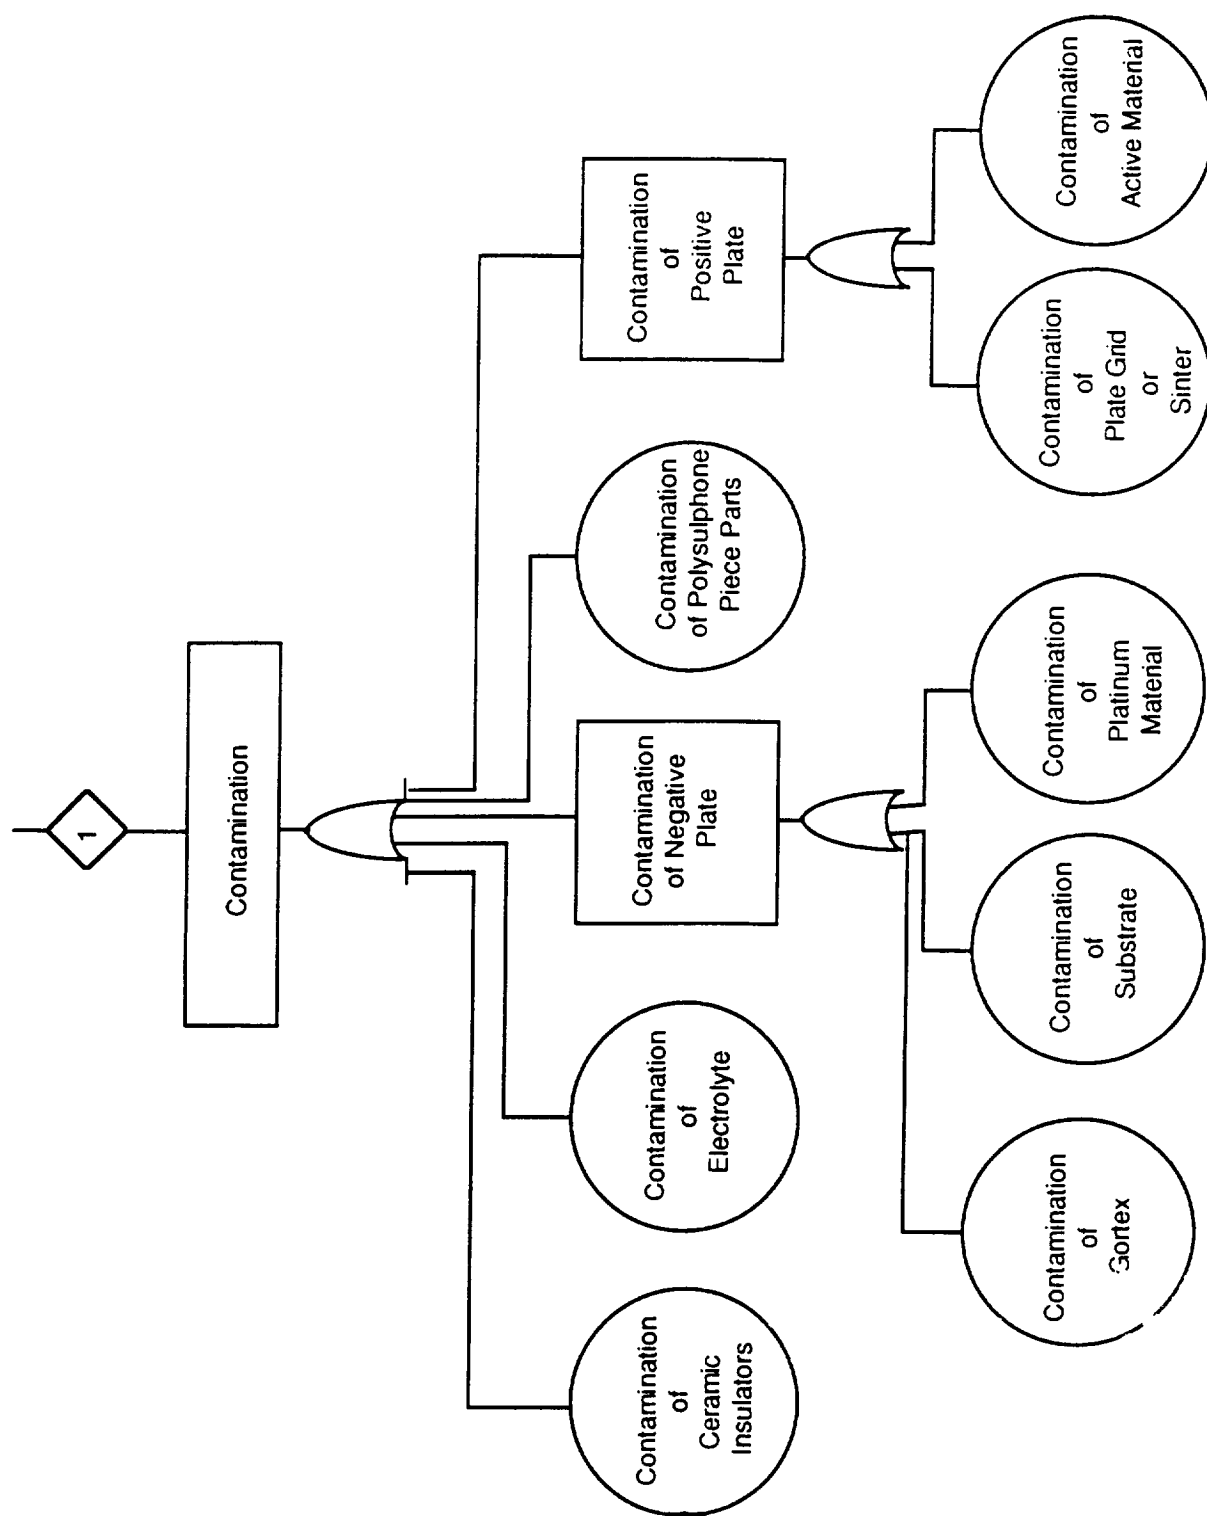 1
Contamination
Contamination
of
Ceramic
Insulators
Contamination
of
Electrolyte
Contamination
of Negative
Plate
Contamination
of Polysulphone
Piece Parts
Contamination
of
Positive
Plate
Contamination
of
Gortex
Contamination
of
Substrate
Contamination
of
Platinum
Material
Contamination
of
Plate Grid
or
Sinter
Contamination
of
Active Material